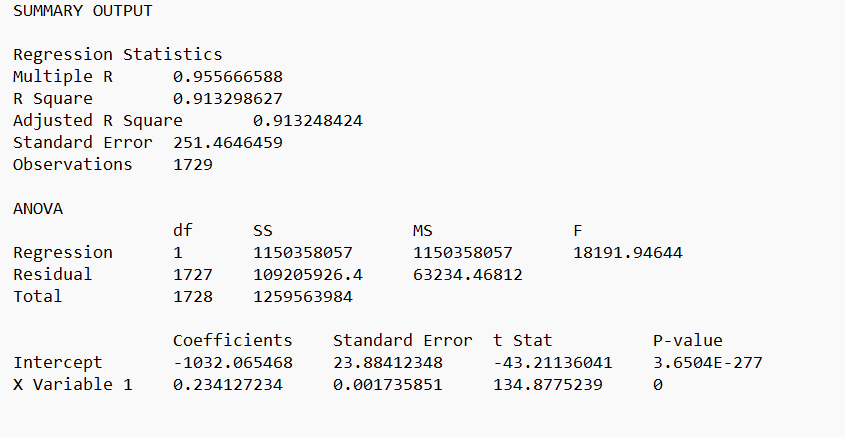 SUMMARY OUTPUT
Regression Statistics
Multiple R 0.955666588
R Square 0.913298627
Adjusted R Square 0.913248424
Standard Error 251.4646459
Observations 1729
ANOVA
df SS MS F
Regression 1 1150358057 1150358057 18191.94644
Residual 1727 109205926.4 63234.46812
Total 1728 1259563984
Coefficients Standard Error t Stat P-value
Intercept -1032.065468 23.88412348 -43.21136041 3.6504E-277
X Variable 1 0.234127234 0.001735851 134.8775239 0